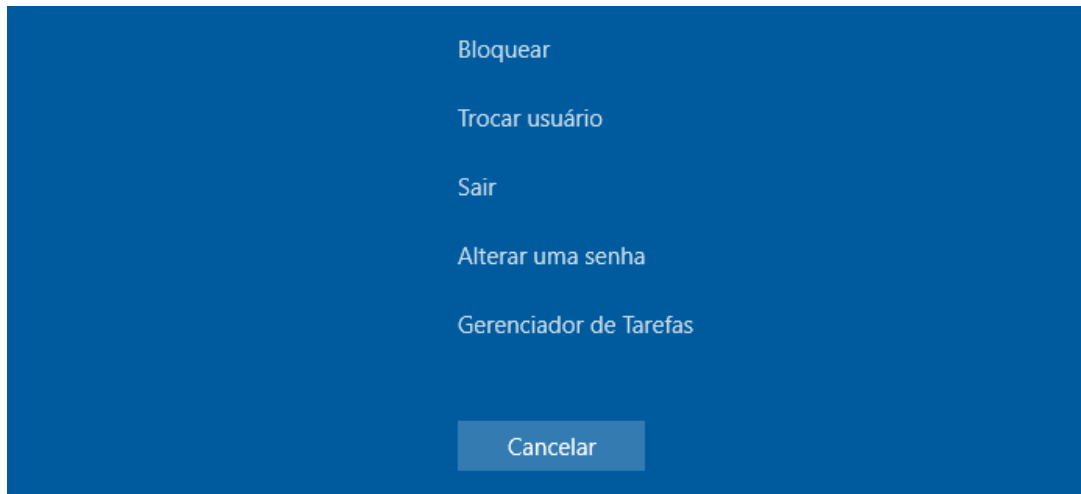 Bloquear
Trocar usuário
Sair
Alterar uma senha
Gerenciador de Tarefas
Cancelar